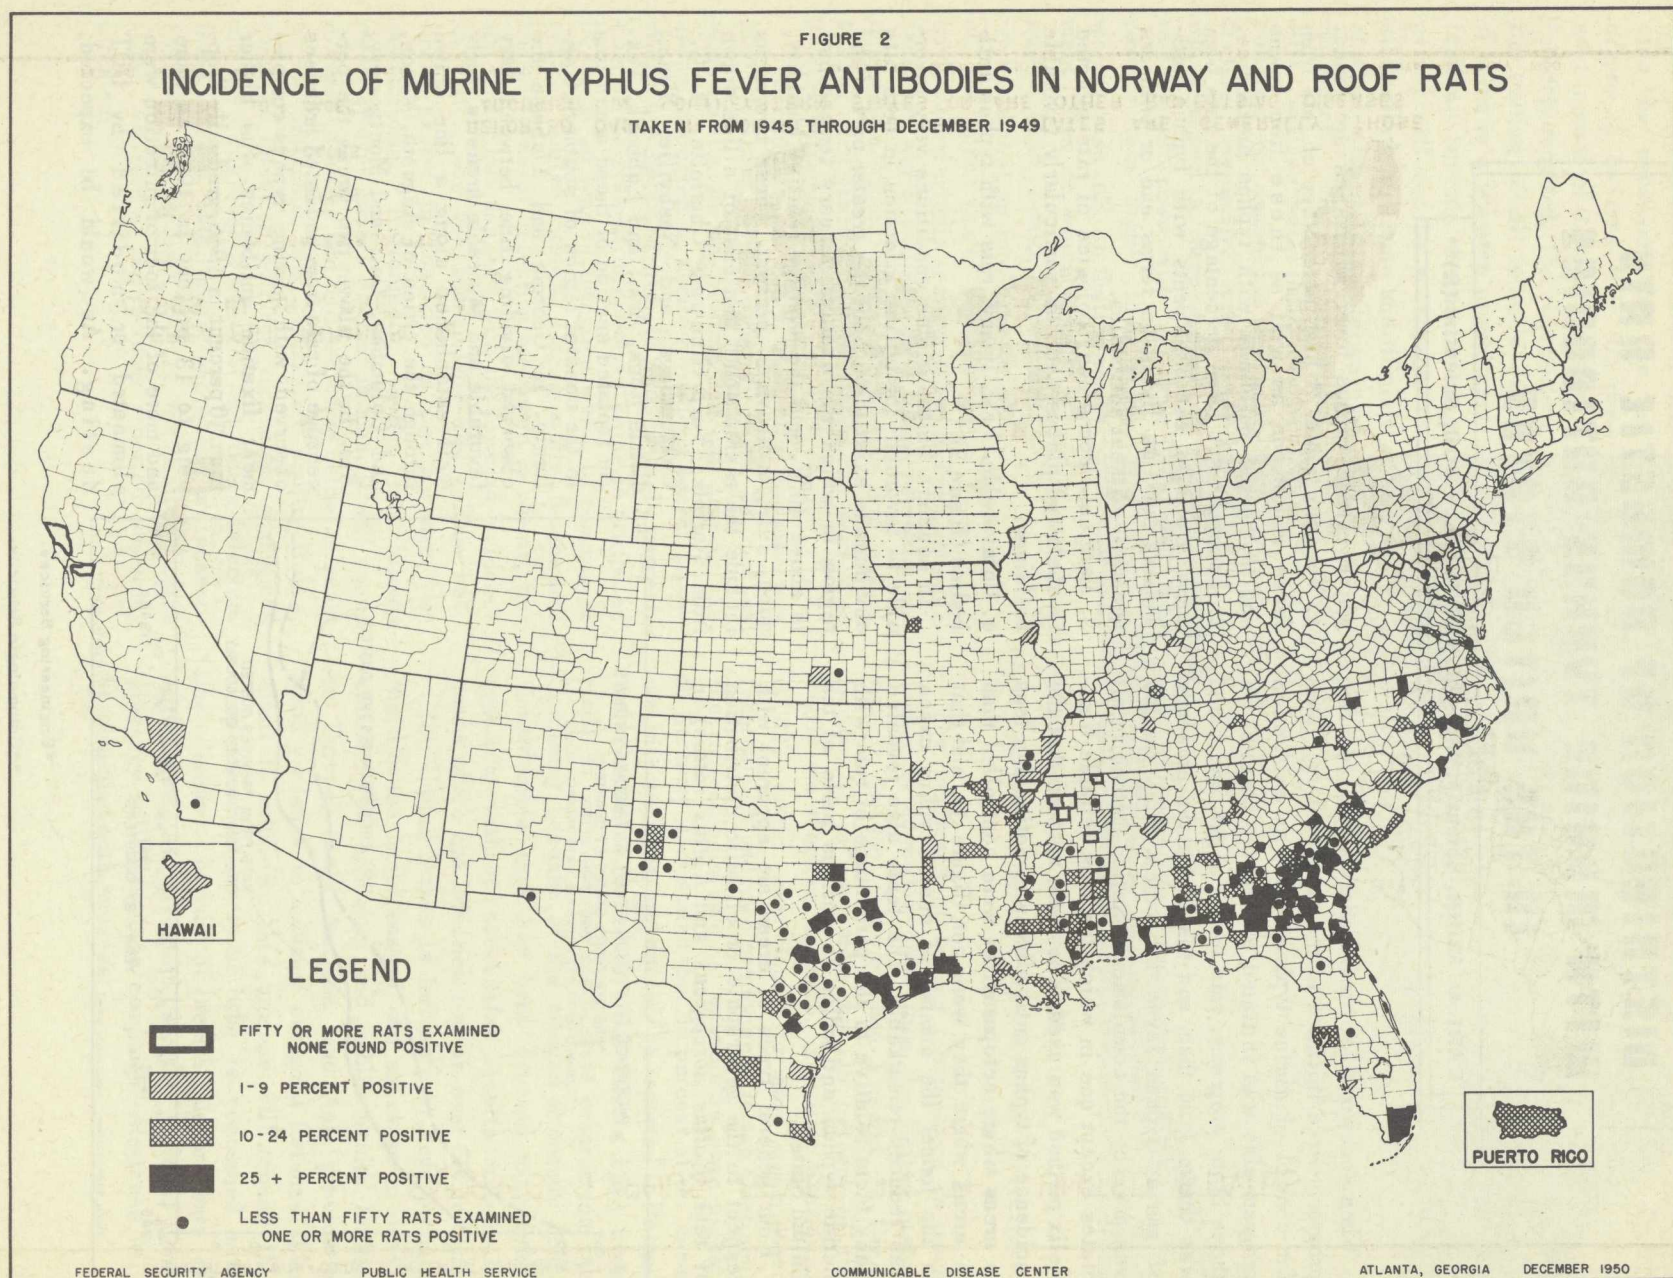 FIGURE 2
INCIDENCE OF MURINE TYPHUS FEVER ANTIBODIES IN NORWAY AND ROOF RATS
TAKEN FROM 1945 THROUGH DECEMBER 1949
HAWAII
LEGEND
FIFTY OR MORE RATS EXAMINED
NONE FOUND POSITIVE
1-9 PERCENT POSITIVE
10-24 PERCENT POSITIVE
25 + PERCENT POSITIVE
LESS THAN FIFTY RATS EXAMINED
ONE OR MORE RATS POSITIVE
PUERTO RICO
FEDERAL SECURITY AGENCY PUBLIC HEALTH SERVICE COMMUNICABLE DISEASE CENTER ATLANTA, GEORGIA DECEMBER 1950